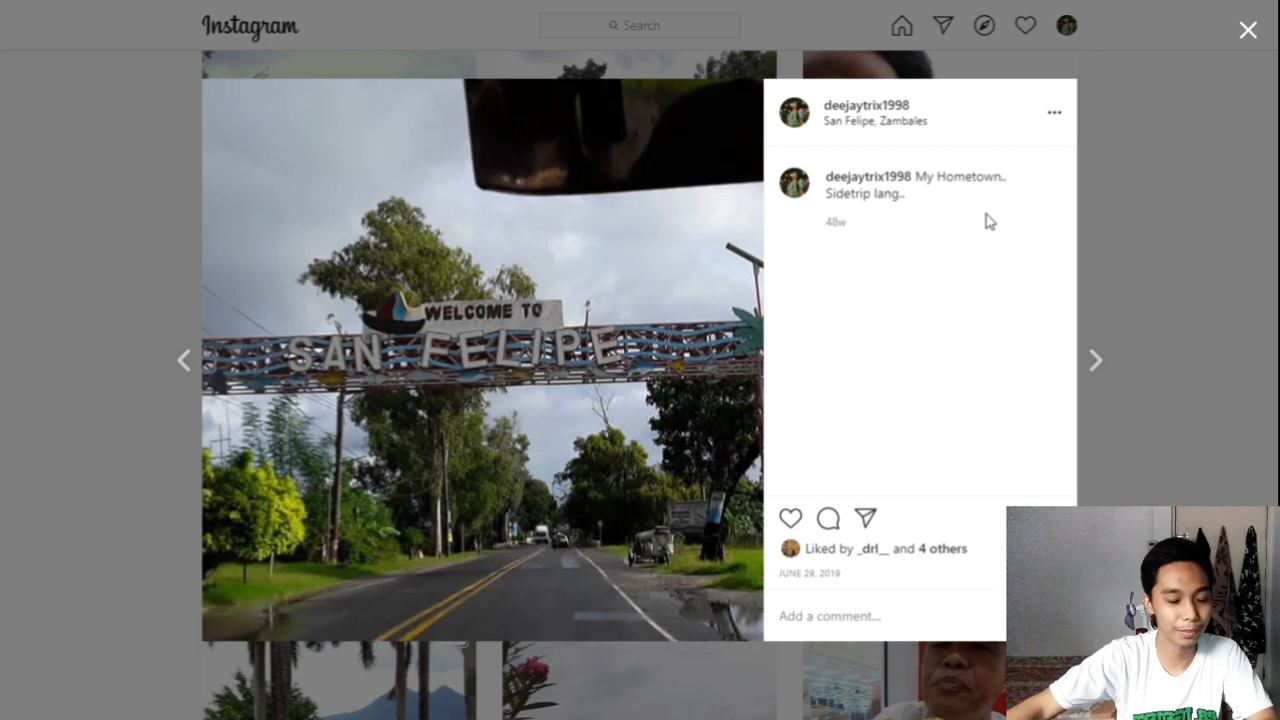 Instagram
Search
deejaytrix1998
San Felipe, Zambales
deejaytrix1998 My Hometown..
Sidetrip lang..
48w
WELCOME TO
SAN FELIPE
Liked by _drl__ and 4 others
JUNE 29, 2019
Add a comment...